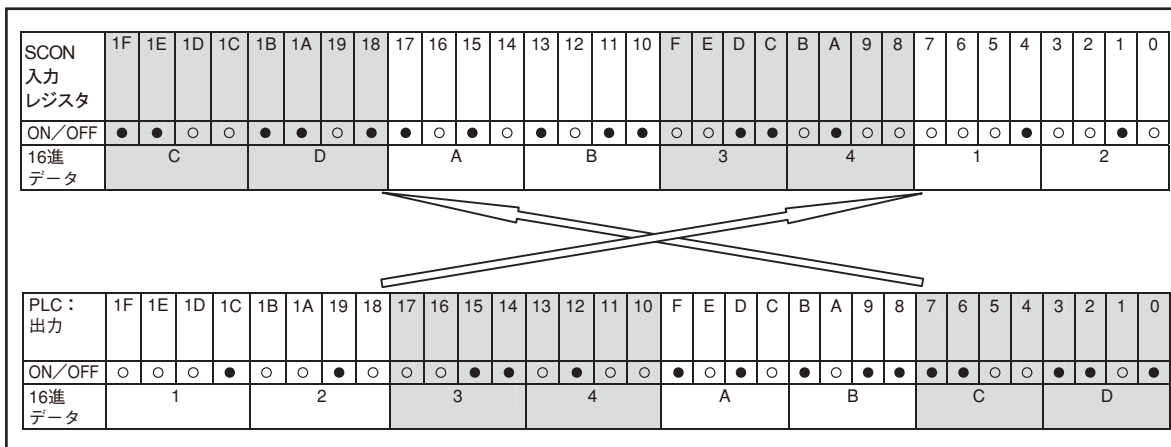 SCON 1F 1E 1D 1C 1B 1A 19 18 17 16 15 14 13 12 11 10 F E D C B A 9 8 7 6 5 4 3 2 1 0
入力
レジスタ
ON／OFF ● ● ○ ○ ● ● ○ ● ● ○ ● ○ ● ○ ● ● ○ ○ ● ● ○ ● ○ ○ ○ ○ ○ ● ○ ○ ● ○
16進 C D A B 3 4 1 2
データ
PLC： 1F 1E 1D 1C 1B 1A 19 18 17 16 15 14 13 12 11 10 F E D C B A 9 8 7 6 5 4 3 2 1 0
出力
ON／OFF ○ ○ ○ ● ○ ○ ● ○ ○ ○ ● ● ○ ● ○ ○ ● ○ ● ○ ● ○ ● ● ● ● ○ ○ ● ● ○ ●
16進 1 2 3 4 A B C D
データ